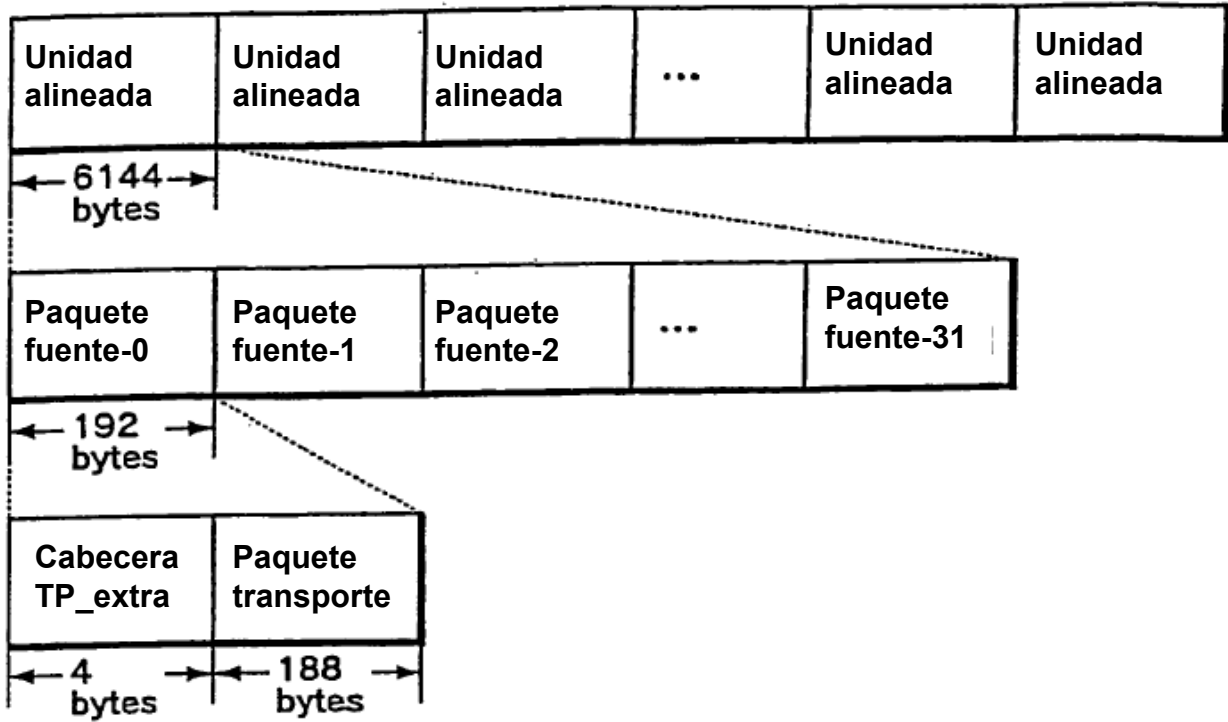 Unidad alineada
Unidad alineada
Unidad alineada
...
Unidad alineada
Unidad alineada
6144 bytes
Paquete fuente-0
Paquete fuente-1
Paquete fuente-2
...
Paquete fuente-31
192 bytes
Cabecera TP_extra
Paquete transporte
4 bytes
188 bytes